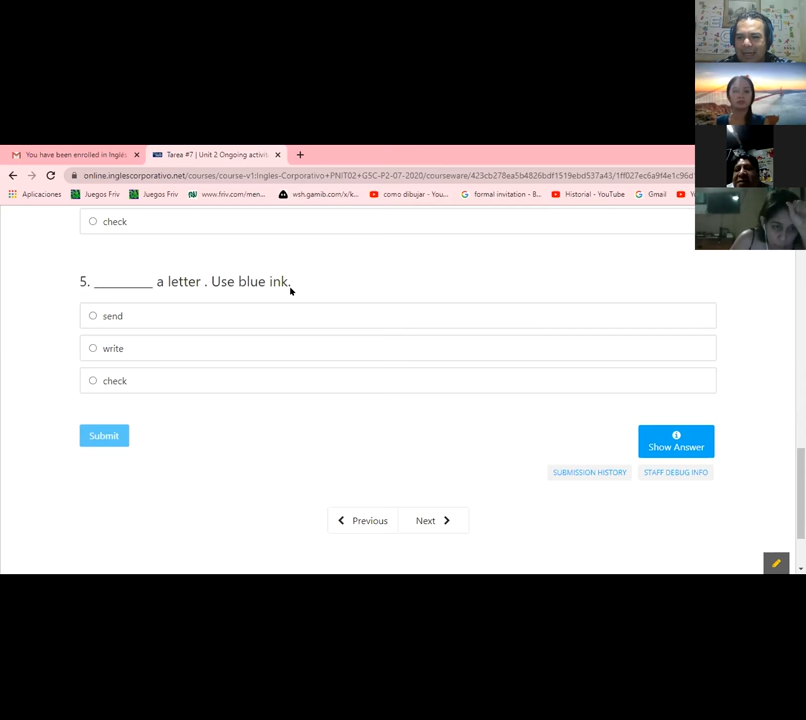 You have been enrolled in Inglés
Tarea #7 | Unit 2 Ongoing activit
online.inglescorporativo.net/courses/course-v1:Ingles-Corporativo+PNIT02+G5C-P2-07-2020/courseware/423cb278ea5b4826bdf1519ebd537a43/1ff027ec6a9f4e1c96d1
Aplicaciones Juegos Friv Juegos Friv www.friv.com/men... wsh.gamib.com/x/k... como dibujar - You... formal invitation - B... Historial - YouTube Gmail
check
5. _________ a letter . Use blue ink.
send
write
check
Submit
Show Answer
SUBMISSION HISTORY STAFF DEBUG INFO
Previous Next